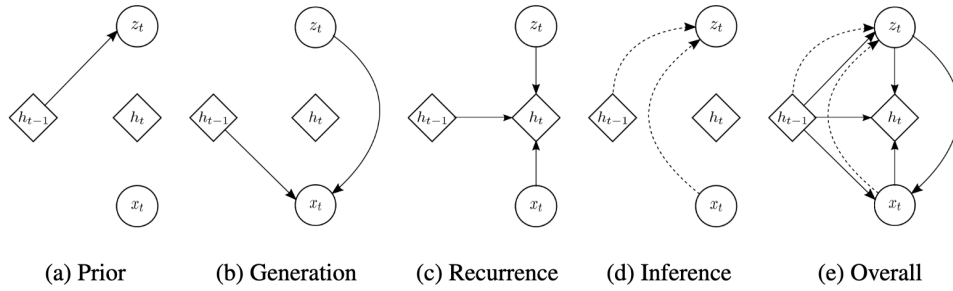 z_t z_t z_t z_t z_t
h_{t-1} h_t h_{t-1} h_t h_{t-1} h_t h_{t-1} h_t h_{t-1} h_t
x_t x_t x_t x_t x_t
(a) Prior (b) Generation (c) Recurrence (d) Inference (e) Overall